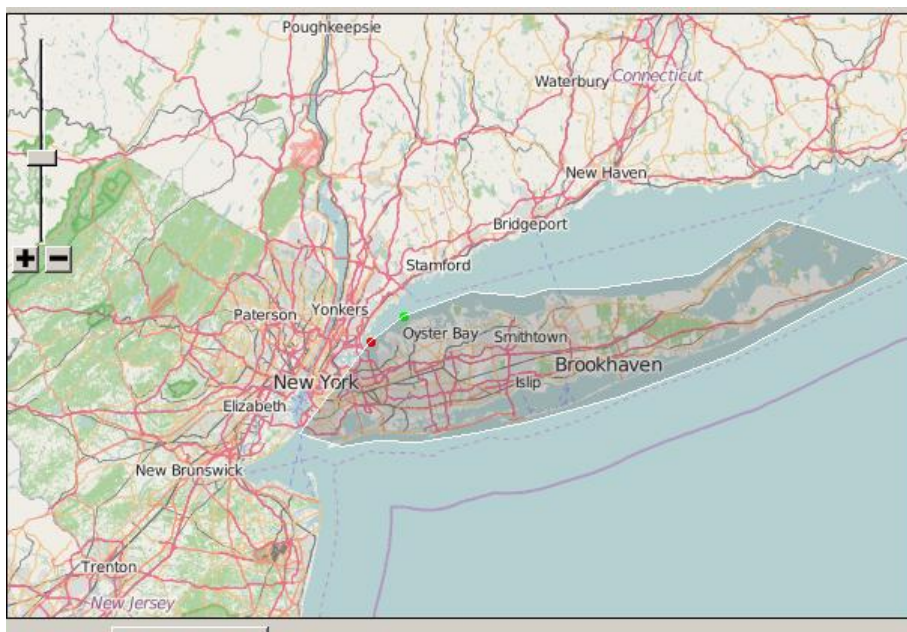 Poughkeepsie
Waterbury
Connecticut
New Haven
Bridgeport
Stamford
Paterson
Yonkers
Oyster Bay
Smithtown
Brookhaven
New York
Islip
Elizabeth
New Brunswick
Trenton
New Jersey